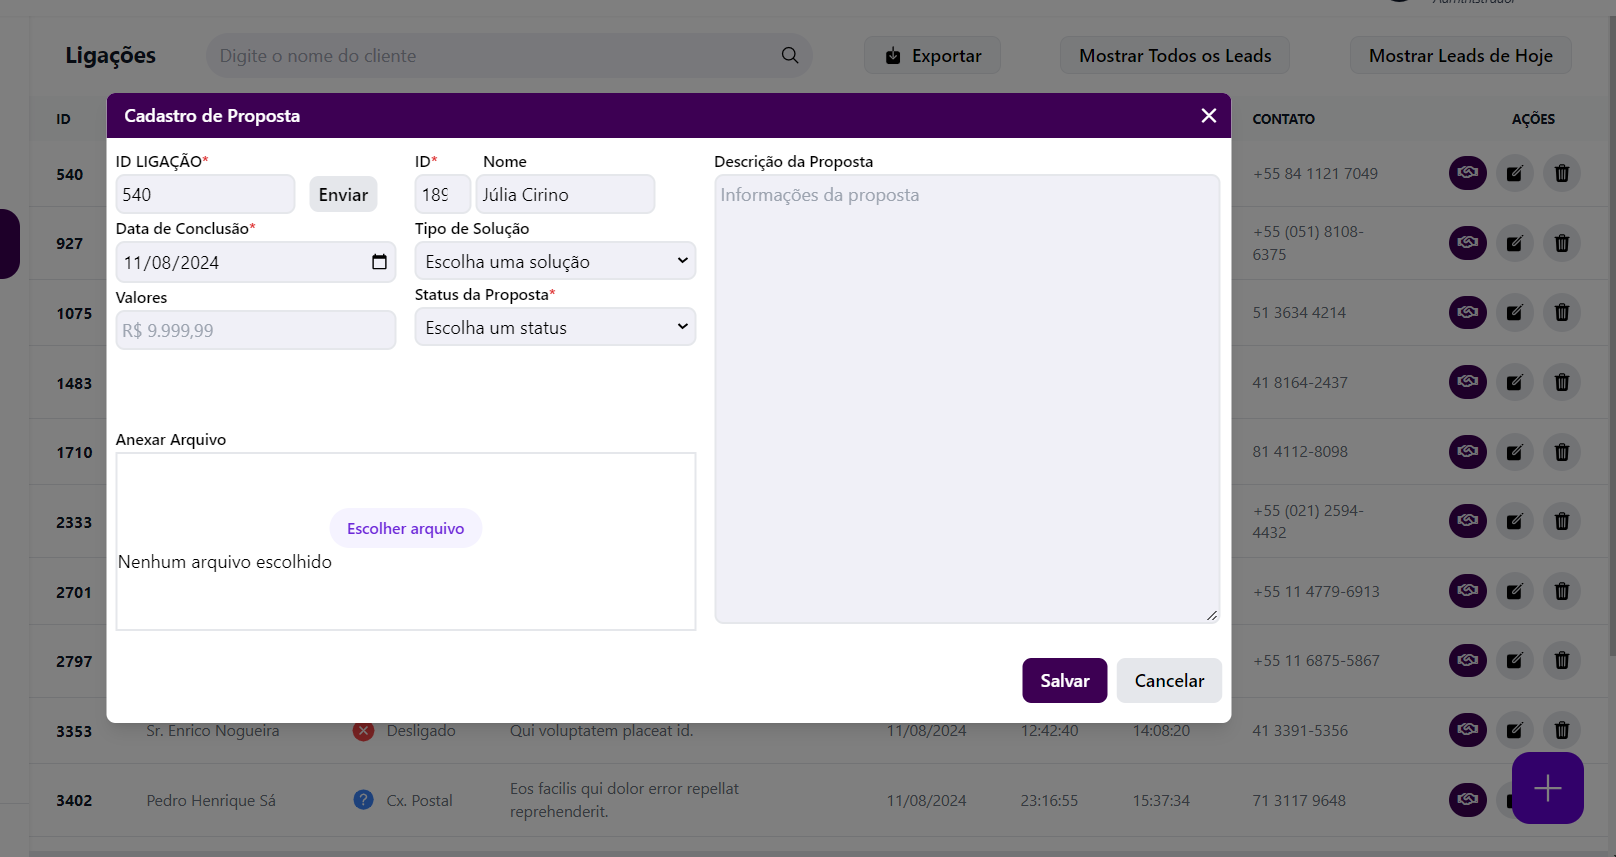 Administrador
Ligações
Digite o nome do cliente
Exportar
Mostrar Todos os Leads
Mostrar Leads de Hoje
ID
CONTATO
AÇÕES
Cadastro de Proposta
ID LIGAÇÃO*
ID*
Nome
Descrição da Proposta
540
Enviar
189
Júlia Cirino
Informações da proposta
Data de Conclusão*
Tipo de Solução
11/08/2024
Escolha uma solução
Valores
Status da Proposta*
R$ 9.999,99
Escolha um status
Anexar Arquivo
Escolher arquivo
Nenhum arquivo escolhido
Salvar
Cancelar
540
+55 84 1121 7049
927
+55 (051) 8108-
6375
1075
51 3634 4214
1483
41 8164-2437
1710
81 4112-8098
2333
+55 (021) 2594-
4432
2701
+55 11 4779-6913
2797
+55 11 6875-5867
3353
Sr. Enrico Nogueira
Desligado
Qui voluptatem placeat id.
11/08/2024
12:42:40
14:08:20
41 3391-5356
3402
Pedro Henrique Sá
Cx. Postal
Eos facilis qui dolor error repellat
reprehenderit.
11/08/2024
23:16:55
15:37:34
71 3117 9648